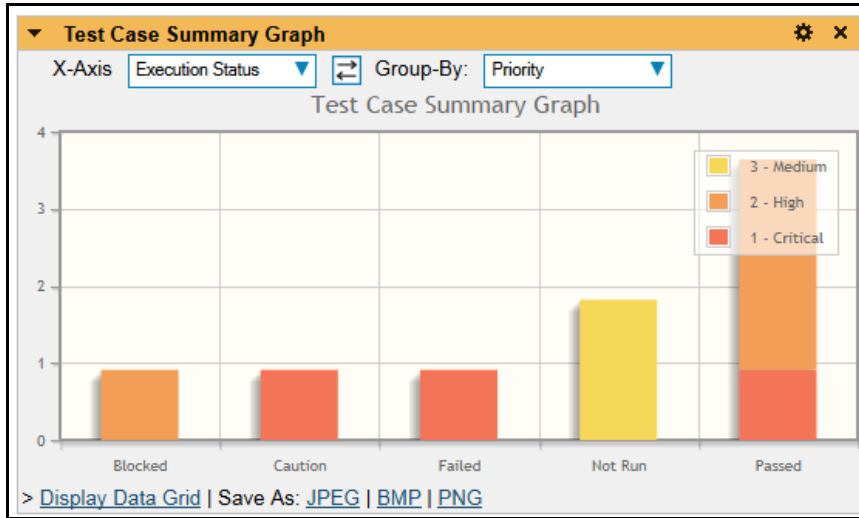 Test Case Summary Graph
X-Axis Execution Status Group-By: Priority
Test Case Summary Graph
4
3
2
1
0
3 - Medium
2 - High
1 - Critical
Blocked Caution Failed Not Run Passed
> Display Data Grid | Save As: JPEG | BMP | PNG